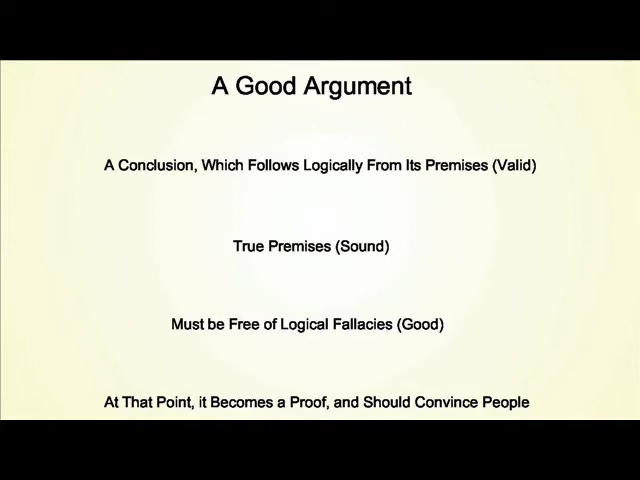 A Good Argument
A Conclusion, Which Follows Logically From Its Premises (Valid)
True Premises (Sound)
Must be Free of Logical Fallacies (Good)
At That Point, it Becomes a Proof, and Should Convince People